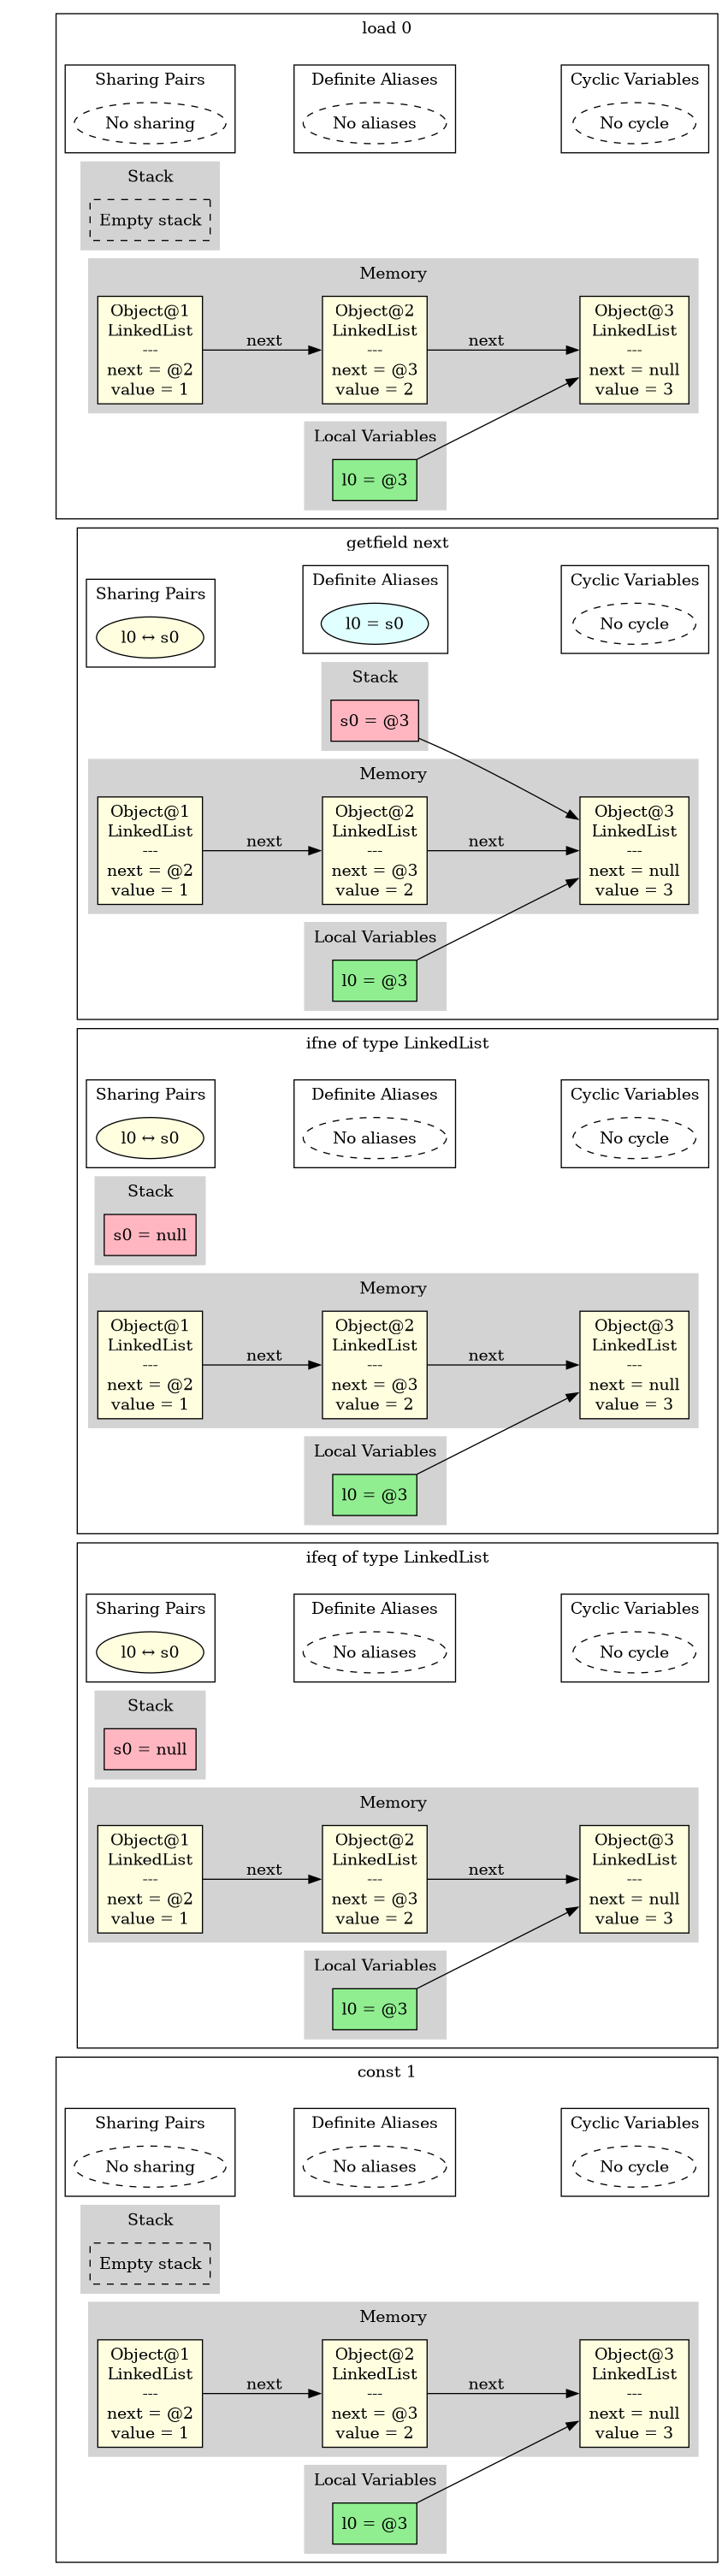 load 0
Sharing Pairs
No sharing
Definite Aliases
No aliases
Cyclic Variables
No cycle
Stack
Empty stack
Memory
Object@1
LinkedList
---
next = @2
value = 1
next
Object@2
LinkedList
---
next = @3
value = 2
next
Object@3
LinkedList
---
next = null
value = 3
Local Variables
l0 = @3
getfield next
Sharing Pairs
l0 ↔ s0
Definite Aliases
l0 = s0
Cyclic Variables
No cycle
Stack
s0 = @3
Memory
Object@1
LinkedList
---
next = @2
value = 1
next
Object@2
LinkedList
---
next = @3
value = 2
next
Object@3
LinkedList
---
next = null
value = 3
Local Variables
l0 = @3
ifne of type LinkedList
Sharing Pairs
l0 ↔ s0
Definite Aliases
No aliases
Cyclic Variables
No cycle
Stack
s0 = null
Memory
Object@1
LinkedList
---
next = @2
value = 1
next
Object@2
LinkedList
---
next = @3
value = 2
next
Object@3
LinkedList
---
next = null
value = 3
Local Variables
l0 = @3
ifeq of type LinkedList
Sharing Pairs
l0 ↔ s0
Definite Aliases
No aliases
Cyclic Variables
No cycle
Stack
s0 = null
Memory
Object@1
LinkedList
---
next = @2
value = 1
next
Object@2
LinkedList
---
next = @3
value = 2
next
Object@3
LinkedList
---
next = null
value = 3
Local Variables
l0 = @3
const 1
Sharing Pairs
No sharing
Definite Aliases
No aliases
Cyclic Variables
No cycle
Stack
Empty stack
Memory
Object@1
LinkedList
---
next = @2
value = 1
next
Object@2
LinkedList
---
next = @3
value = 2
next
Object@3
LinkedList
---
next = null
value = 3
Local Variables
l0 = @3